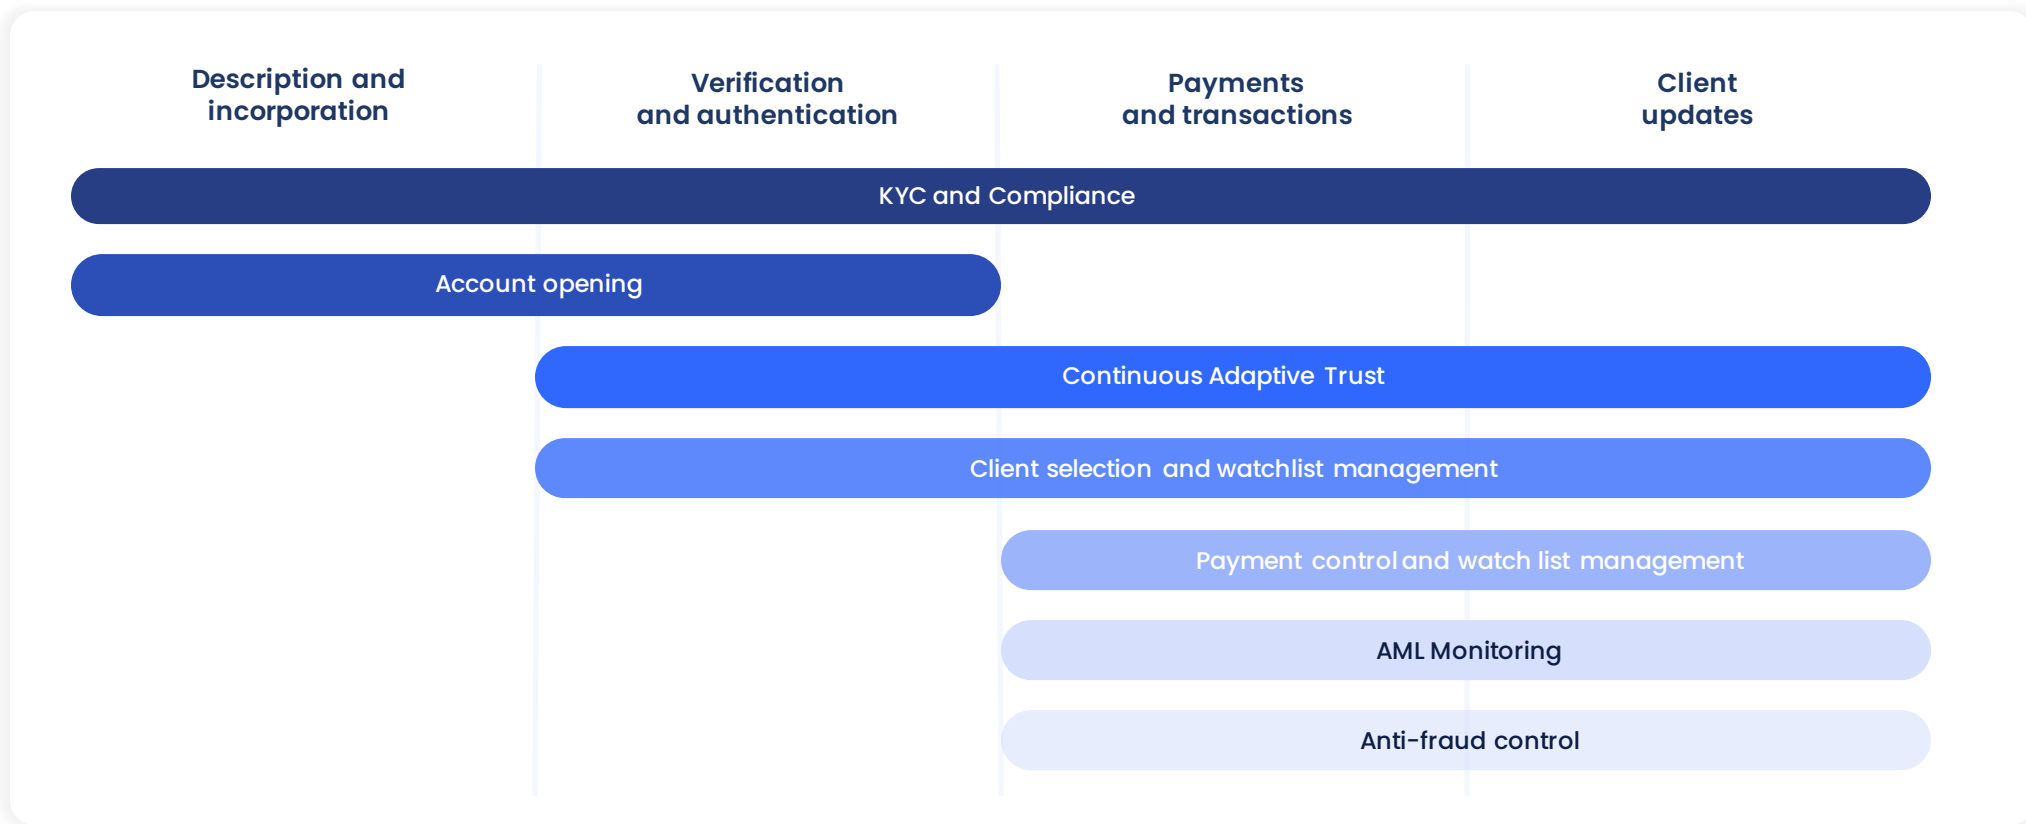 Description and
incorporation
Verification
and authentication
Payments
and transactions
Client
updates
KYC and Compliance
Account opening
Continuous Adaptive Trust
Client selection and watchlist management
Payment control and watch list management
AML Monitoring
Anti-fraud control